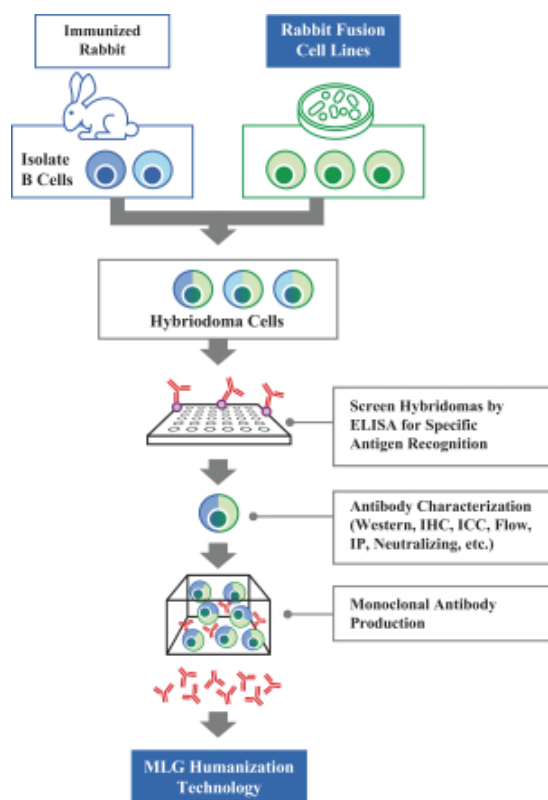 Immunized
Rabbit
Rabbit Fusion
Cell Lines
Isolate
B Cells
Hybriodoma Cells
Screen Hybridomas by
ELISA for Specific
Antigen Recognition
Antibody Characterization
(Western, IHC, ICC, Flow,
IP, Neutralizing, etc.)
Monoclonal Antibody
Production
MLG Humanization
Technology